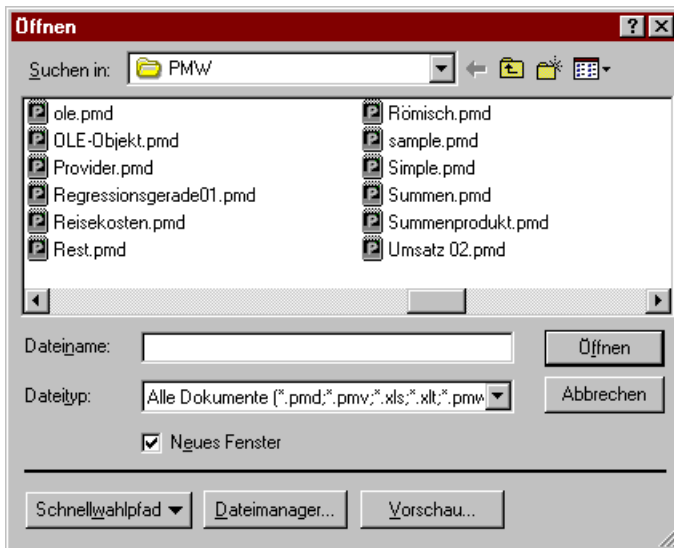 Öffnen
Suchen in: PMW
ole.pmd
OLE-Objekt.pmd
Provider.pmd
Regressionsgerade01.pmd
Reisekosten.pmd
Rest.pmd
Römisch.pmd
sample.pmd
Simple.pmd
Summen.pmd
Summenprodukt.pmd
Umsatz 02.pmd
Dateiname:
Öffnen
Dateityp: Alle Dokumente (*.pmd;*.pmv;*.xls;*.xlt;*.pmw
Abbrechen
Neues Fenster
Schnellwahlpfad Dateimanager... Vorschau...